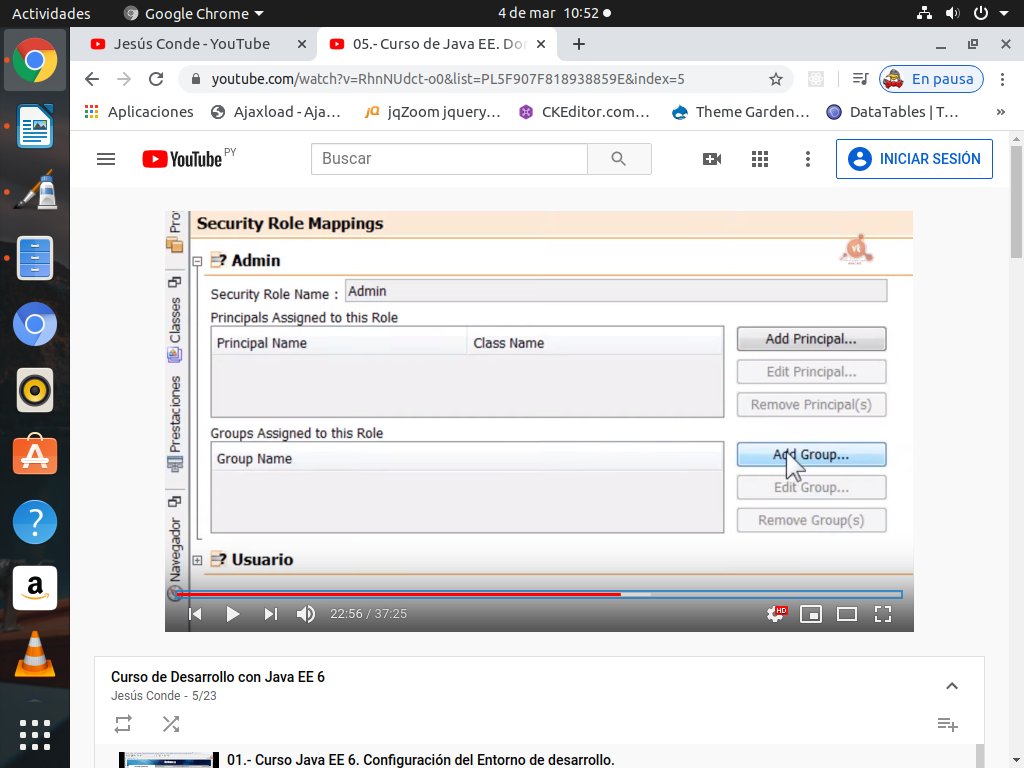 Actividades
Google Chrome
4 de mar 10:52
Jesús Conde - YouTube
05.- Curso de Java EE. Dor
youtube.com/watch?v=RhnNUdct-o0&list=PL5F907F818938859E&index=5
En pausa
Aplicaciones
Ajaxload - Aja...
jqZoom jquery...
CKEditor.com...
Theme Garden...
DataTables | T...
YouTube PY
Buscar
INICIAR SESIÓN
Security Role Mappings
Admin
Security Role Name : Admin
Principals Assigned to this Role
Principal Name Class Name
Add Principal...
Edit Principal...
Remove Principal(s)
Groups Assigned to this Role
Group Name
Add Group...
Edit Group...
Remove Group(s)
Usuario
Pro
Classes
Prestaciones
Navegador
22:56 / 37:25
HD
Curso de Desarrollo con Java EE 6
Jesús Conde - 5/23
01.- Curso Java EE 6. Configuración del Entorno de desarrollo.